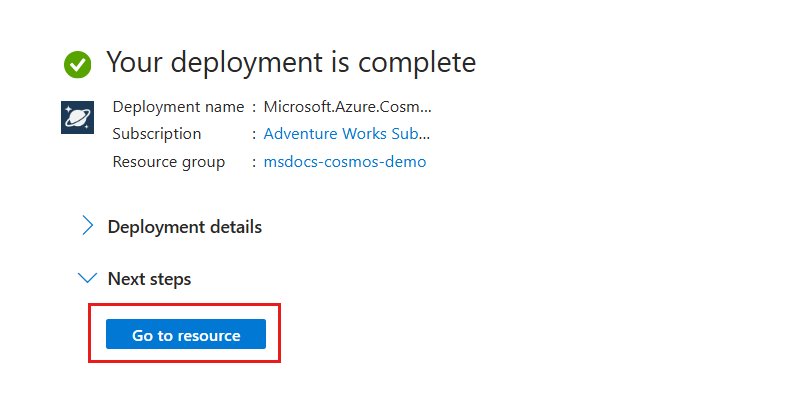 Your deployment is complete
Deployment name : Microsoft.Azure.Cosm...
Subscription : Adventure Works Sub...
Resource group : msdocs-cosmos-demo
Deployment details
Next steps
Go to resource